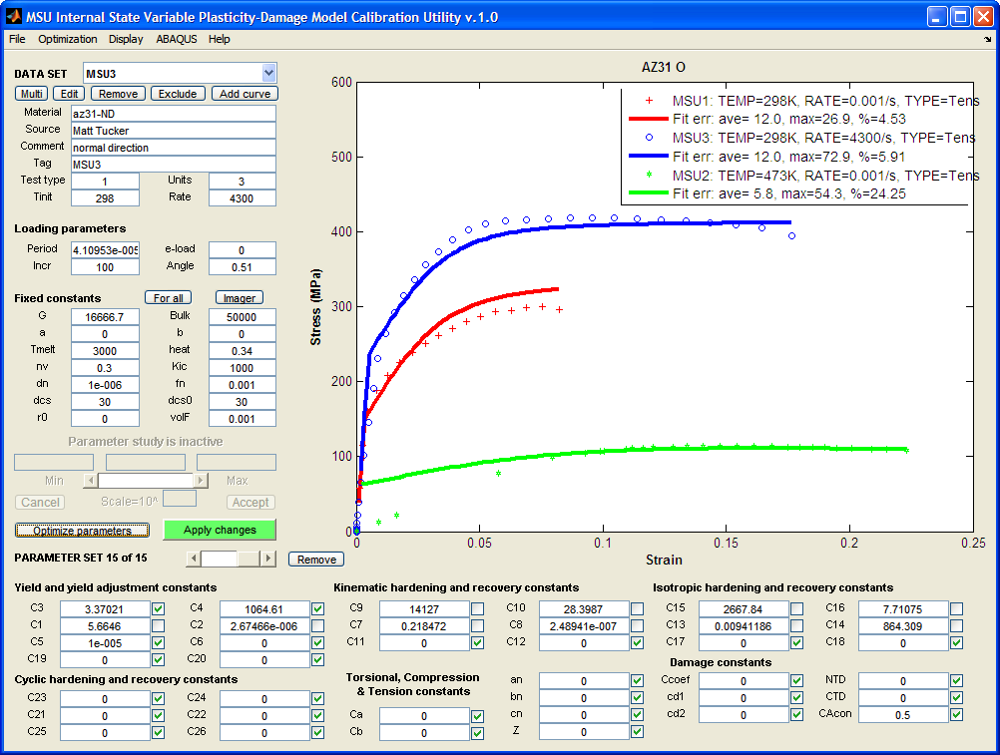 MSU Internal State Variable Plasticity-Damage Model Calibration Utility v.1.0
File Optimization Display ABAQUS Help
DATA SET MSU3
Multi Edit Remove Exclude Add curve
Material az31-ND
Source Matt Tucker
Comment normal direction
Tag MSU3
Test type 1 Units 3
Tinit 298 Rate 4300
Loading parameters
Period 4.10953e-005 e-load 0
Incr 100 Angle 0.51
Fixed constants For all Imager
G 16666.7 Bulk 50000
a 0 b 0
Tmelt 3000 heat 0.34
nv 0.3 Kic 1000
dn 1e-006 fn 0.001
dcs 30 dcs0 30
r0 0 volF 0.001
Parameter study is inactive
Min Max
Cancel Scale=10^ Accept
Optimize parameters Apply changes
PARAMETER SET 15 of 15 Remove
AZ31 O
MSU1: TEMP=298K, RATE=0.001/s, TYPE=Tens
Fit err: ave= 12.0, max=26.9, %=4.53
MSU3: TEMP=298K, RATE=4300/s, TYPE=Tens
Fit err: ave= 12.0, max=72.9, %=5.91
MSU2: TEMP=473K, RATE=0.001/s, TYPE=Tens
Fit err: ave= 5.8, max=54.3, %=24.25
600
500
400
300
200
100
0
Stress (MPa)
0 0.05 0.1 0.15 0.2 0.25
Strain
Yield and yield adjustment constants
C3 3.37021 C4 1064.61
C1 5.6646 C2 2.67466e-006
C5 1e-005 C6 0
C19 0 C20 0
Cyclic hardening and recovery constants
C23 0 C24 0
C21 0 C22 0
C25 0 C26 0
Kinematic hardening and recovery constants
C9 14127 C10 28.3987
C7 0.218472 C8 2.48941e-007
C11 0 C12 0
Torsional, Compression
& Tension constants
Ca 0
Cb 0
an 0
bn 0
cn 0
Z 0
Isotropic hardening and recovery constants
C15 2667.84 C16 7.71075
C13 0.00941186 C14 864.309
C17 0 C18 0
Damage constants
Ccoef 0 NTD 0
cd1 0 CTD 0
cd2 0 CAcon 0.5